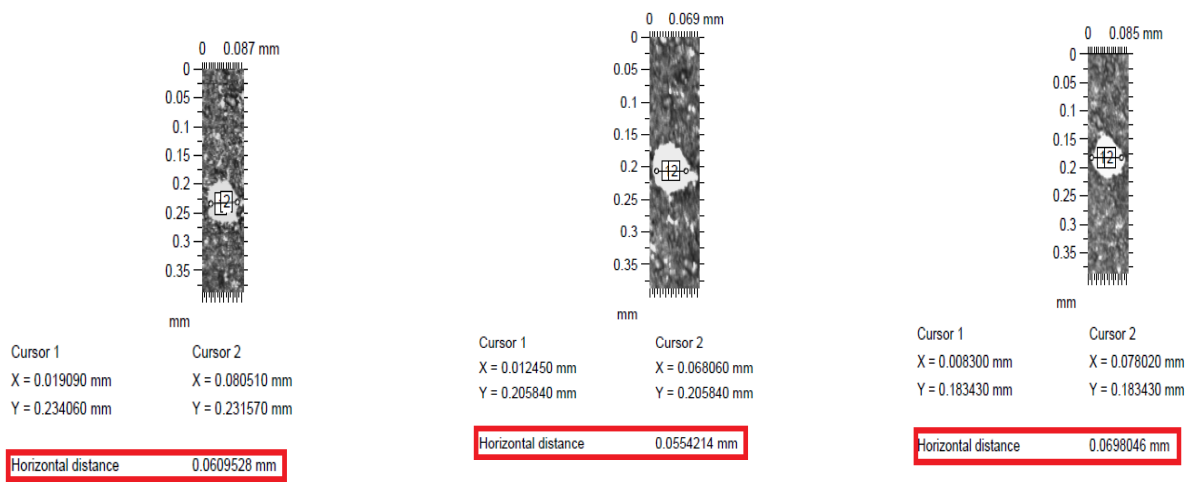 0 0.087 mm
0
0.05
0.1
0.15
0.2
0.25
0.3
0.35
mm
2
Cursor 1 Cursor 2
X = 0.019090 mm X = 0.080510 mm
Y = 0.234060 mm Y = 0.231570 mm
Horizontal distance 0.0609528 mm
0 0.069 mm
0
0.05
0.1
0.15
0.2
0.25
0.3
0.35
mm
12
Cursor 1 Cursor 2
X = 0.012450 mm X = 0.068060 mm
Y = 0.205840 mm Y = 0.205840 mm
Horizontal distance 0.0554214 mm
0 0.085 mm
0
0.05
0.1
0.15
0.2
0.25
0.3
0.35
mm
12
Cursor 1 Cursor 2
X = 0.008300 mm X = 0.078020 mm
Y = 0.183430 mm Y = 0.183430 mm
Horizontal distance 0.0698046 mm